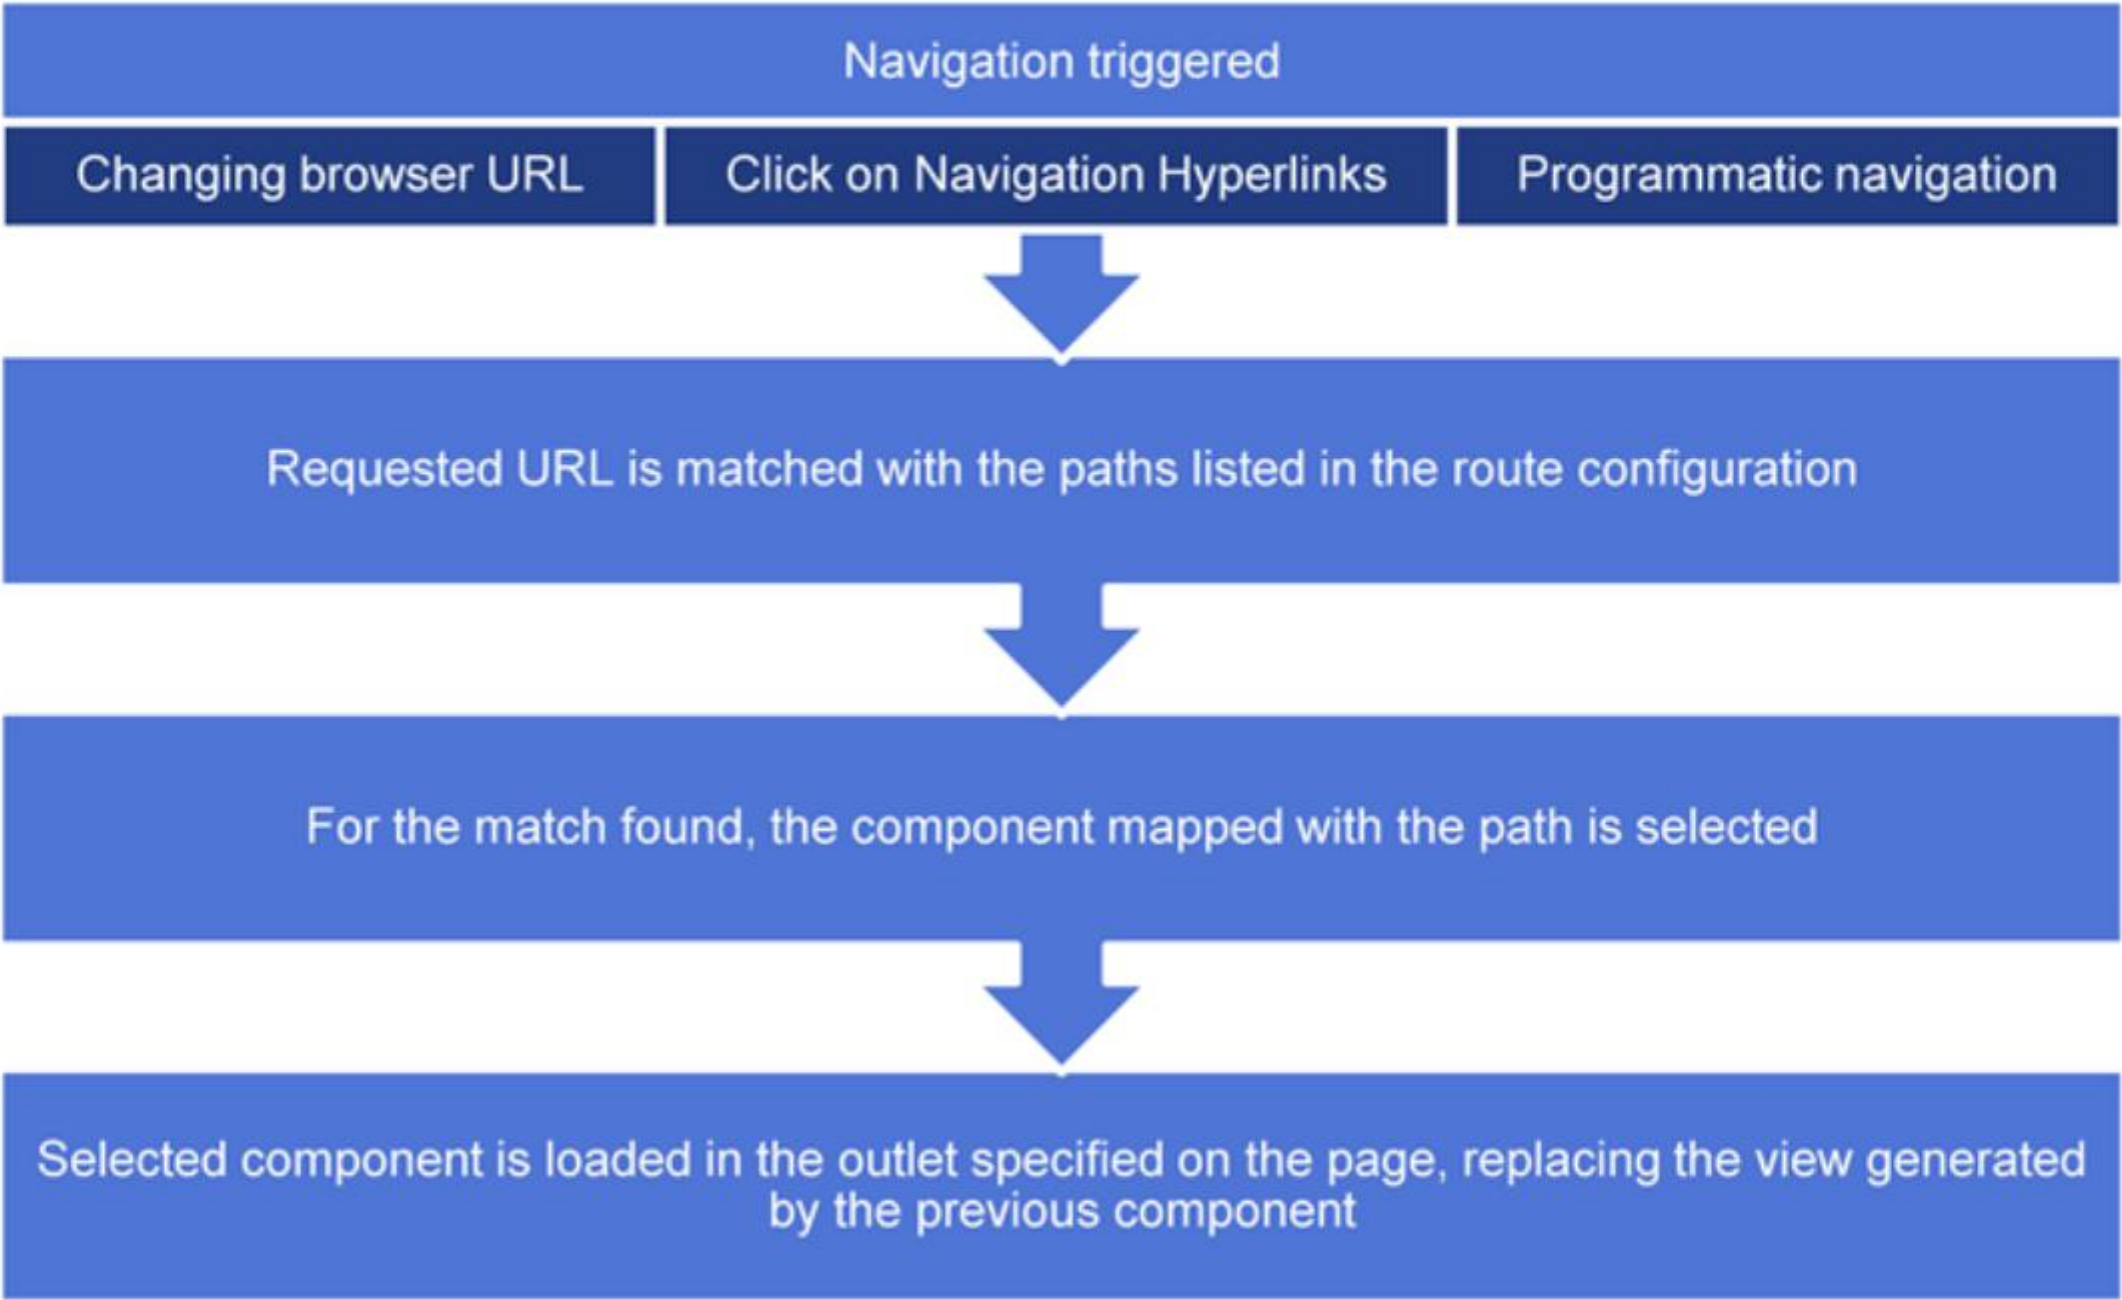 Navigation triggered
Changing browser URL
Click on Navigation Hyperlinks
Programmatic navigation
Requested URL is matched with the paths listed in the route configuration
For the match found, the component mapped with the path is selected
Selected component is loaded in the outlet specified on the page, replacing the view generated
by the previous component